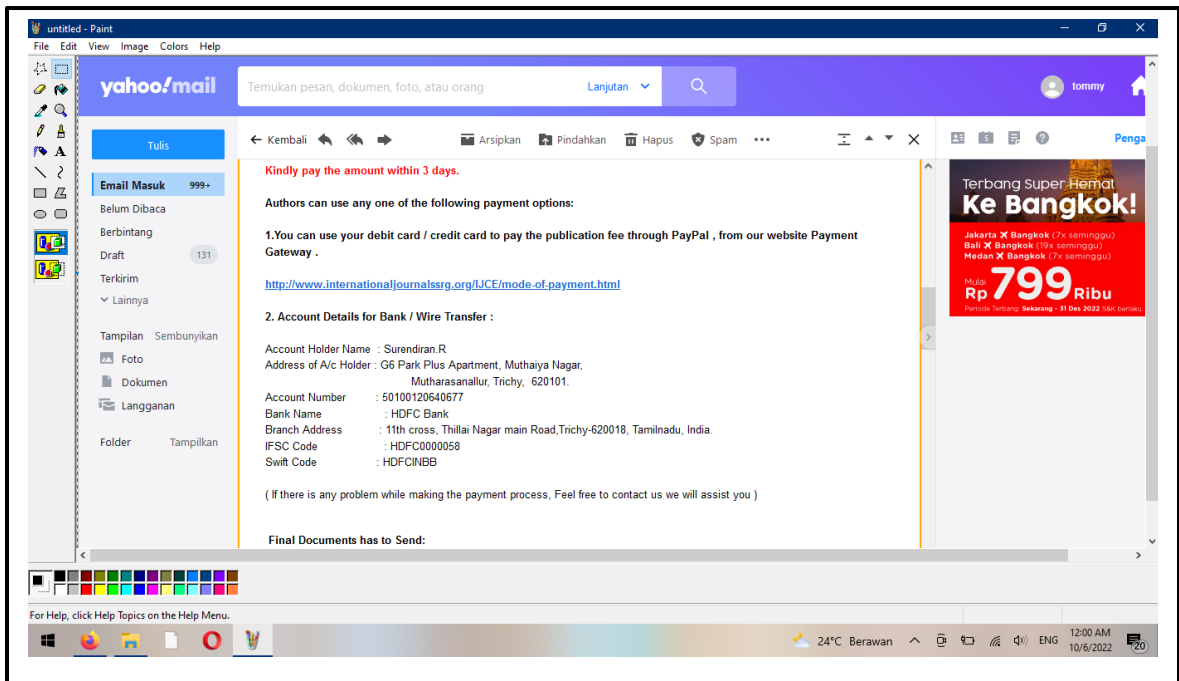 untitled - Paint
File Edit View Image Colors Help
yahoo!mail
Temukan pesan, dokumen, foto, atau orang
Lanjutan
tommy
Tulis
Kembali
Arsipkan
Pindahkan
Hapus
Spam
Penga
Email Masuk 999+
Belum Dibaca
Berbintang
Draft 131
Terkirim
Lainnya
Tampilan Sembunyikan
Foto
Dokumen
Langganan
Folder Tampilkan
Kindly pay the amount within 3 days.
Authors can use any one of the following payment options:
1.You can use your debit card / credit card to pay the publication fee through PayPal , from our website Payment
Gateway .
http://www.internationaljournalssrg.org/IJCE/mode-of-payment.html
2. Account Details for Bank / Wire Transfer :
Account Holder Name : Surendiran.R
Address of A/c Holder : G6 Park Plus Apartment, Muthaiya Nagar,
Mutharasanallur, Trichy, 620101.
Account Number : 50100120640677
Bank Name : HDFC Bank
Branch Address : 11th cross, Thillai Nagar main Road,Trichy-620018, Tamilnadu, India.
IFSC Code : HDFC0000058
Swift Code : HDFCINBB
( If there is any problem while making the payment process, Feel free to contact us we will assist you )
Final Documents has to Send:
Terbang Super Hemat
Ke Bangkok!
Jakarta Bangkok (7x seminggu)
Bali Bangkok (19x seminggu)
Medan Bangkok (7x seminggu)
Mulai
Rp 799 Ribu
Periode Terbang: Sekarang - 31 Des 2022 S&K berlaku.
For Help, click Help Topics on the Help Menu.
24°C Berawan
ENG
12:00 AM
10/6/2022
20